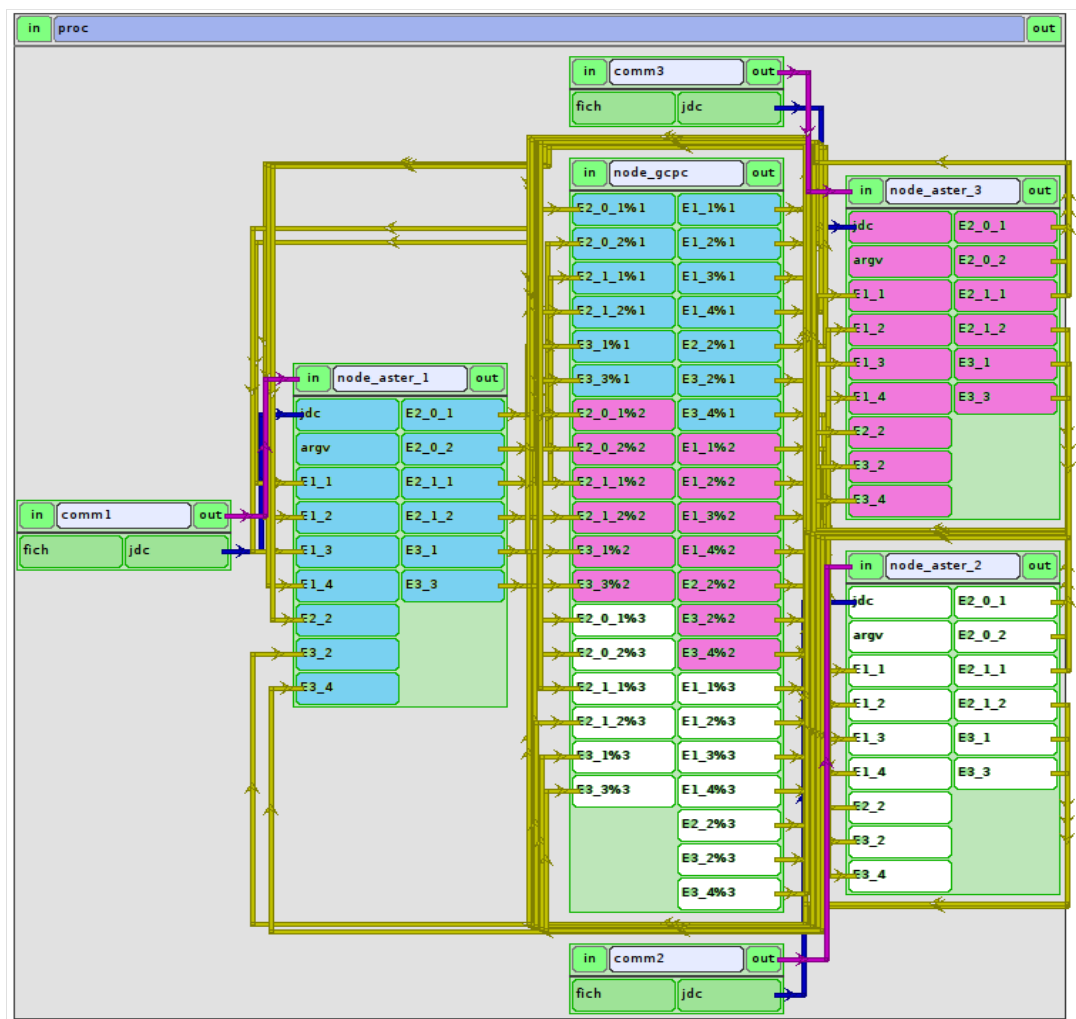 in proc out
in comm3 out
fich jdc
in node_gcpc out
E2_0_1%1 E1_1%1
E2_0_2%1 E1_2%1
E2_1_1%1 E1_3%1
E2_1_2%1 E1_4%1
E3_1%1 E2_2%1
E3_3%1 E3_2%1
E2_0_1%2 E3_4%1
E2_0_2%2 E1_1%2
E2_1_1%2 E1_2%2
E2_1_2%2 E1_3%2
E3_1%2 E1_4%2
E3_3%2 E2_2%2
E2_0_1%3 E3_2%2
E2_0_2%3 E3_4%2
E2_1_1%3 E1_1%3
E2_1_2%3 E1_2%3
E3_1%3 E1_3%3
E3_3%3 E1_4%3
E2_2%3
E3_2%3
E3_4%3
in node_aster_3 out
jdc E2_0_1
argv E2_0_2
E1_1 E2_1_1
E1_2 E2_1_2
E1_3 E3_1
E1_4 E3_3
E2_2
E3_2
E3_4
in node_aster_1 out
jdc E2_0_1
argv E2_0_2
E1_1 E2_1_1
E1_2 E2_1_2
E1_3 E3_1
E1_4 E3_3
E2_2
E3_2
E3_4
in comm1 out
fich jdc
in node_aster_2 out
jdc E2_0_1
argv E2_0_2
E1_1 E2_1_1
E1_2 E2_1_2
E1_3 E3_1
E1_4 E3_3
E2_2
E3_2
E3_4
in comm2 out
fich jdc